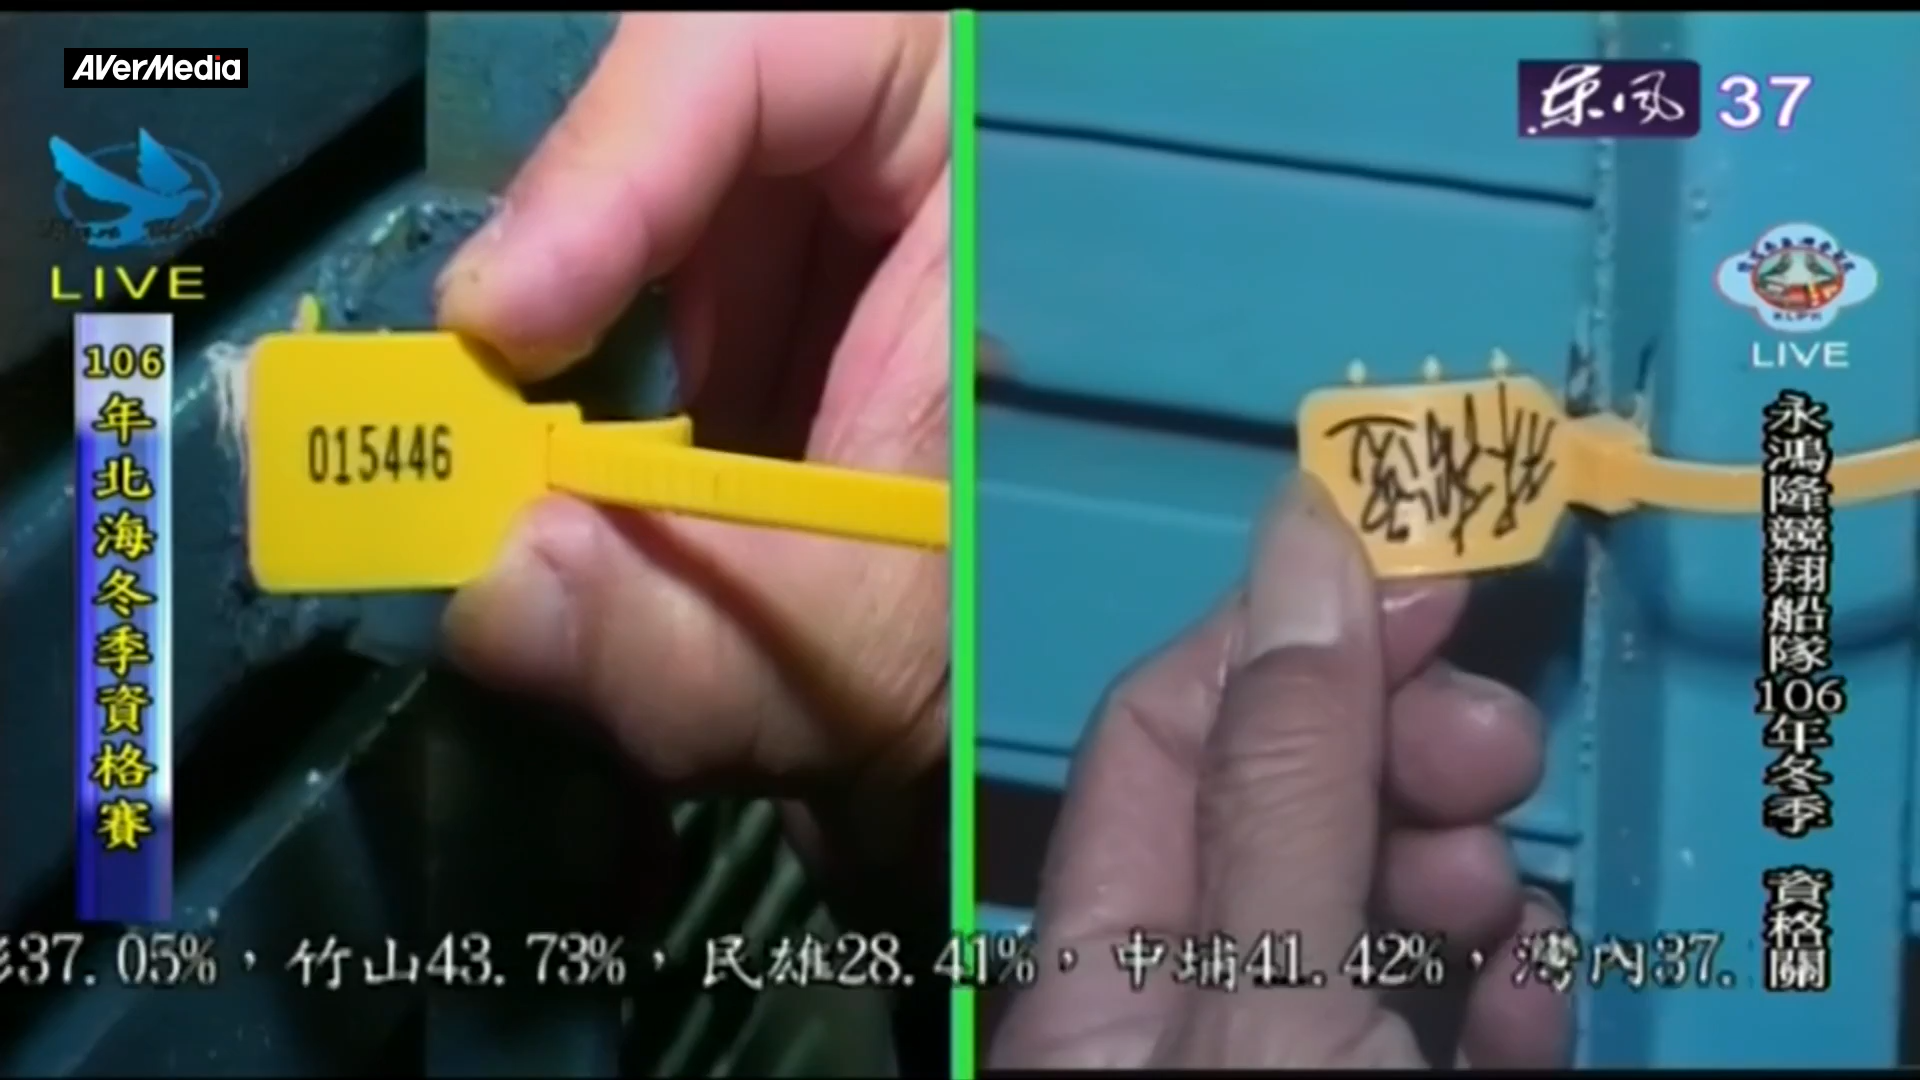 AVerMedia
东风 37
LIVE
LIVE
106年北海冬季資格賽
015446
永鴻隆競翔船隊106年冬季 資格關
37.05%，竹山43.73%，民雄28.41%，中埔41.42%，灣內37.